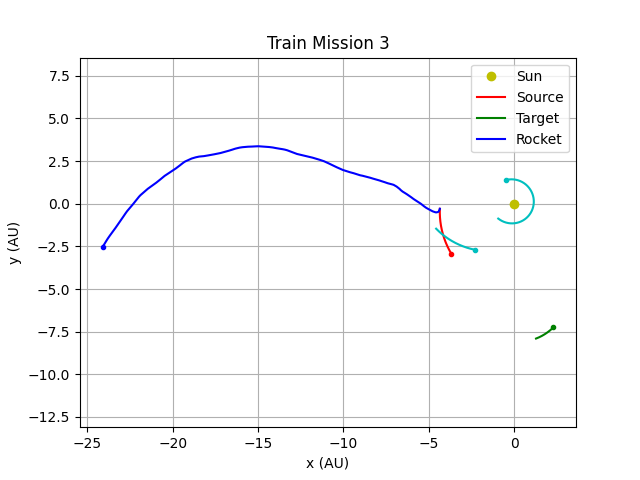 Train Mission 3
Sun
Source
Target
Rocket
7.5
5.0
2.5
0.0
−2.5
−5.0
−7.5
−10.0
−12.5
y (AU)
−25 −20 −15 −10 −5 0
x (AU)